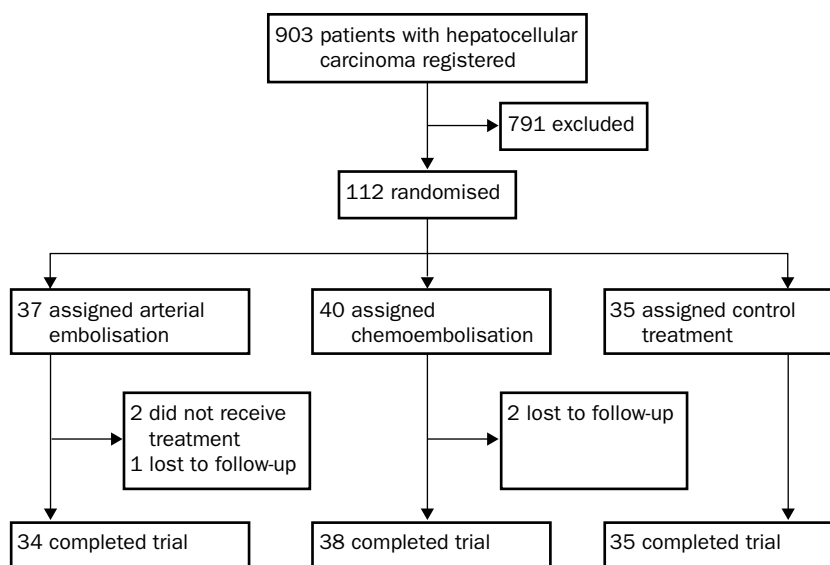 903 patients with hepatocellular
carcinoma registered
791 excluded
112 randomised
37 assigned arterial
embolisation
40 assigned
chemoembolisation
35 assigned control
treatment
2 did not receive
treatment
1 lost to follow-up
2 lost to follow-up
34 completed trial
38 completed trial
35 completed trial